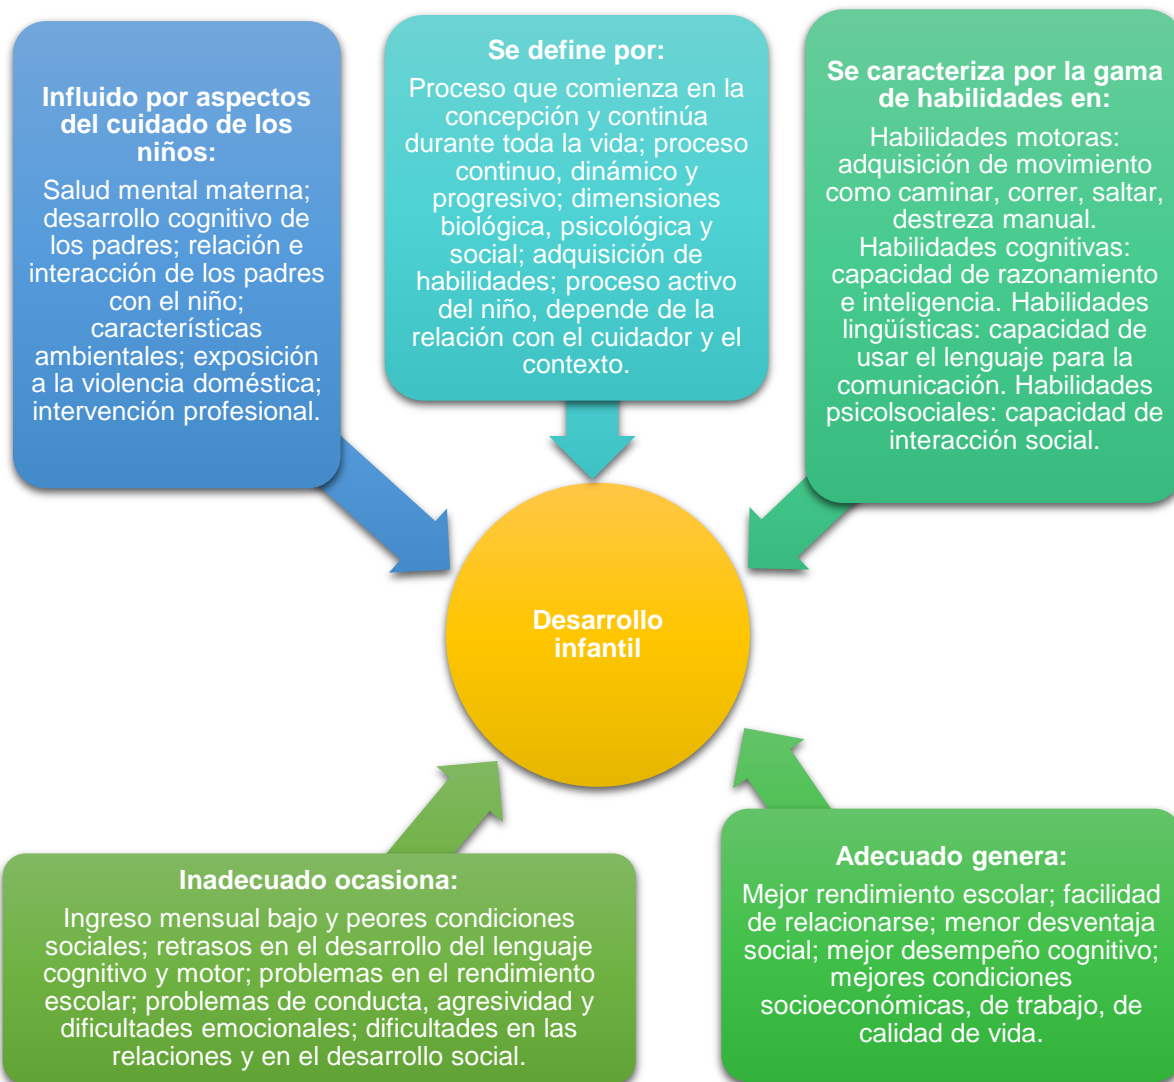 Influido por aspectos
del cuidado de los
niños:
Salud mental materna;
desarrollo cognitivo de
los padres; relación e
interacción de los padres
con el niño;
características
ambientales; exposición
a la violencia doméstica;
intervención profesional.
Se define por:
Proceso que comienza en la
concepción y continúa
durante toda la vida; proceso
continuo, dinámico y
progresivo; dimensiones
biológica, psicológica y
social; adquisición de
habilidades; proceso activo
del niño, depende de la
relación con el cuidador y el
contexto.
Se caracteriza por la gama
de habilidades en:
Habilidades motoras:
adquisición de movimiento
como caminar, correr, saltar,
destreza manual.
Habilidades cognitivas:
capacidad de razonamiento
e inteligencia. Habilidades
lingüísticas: capacidad de
usar el lenguaje para la
comunicación. Habilidades
psicolsociales: capacidad de
interacción social.
Desarrollo
infantil
Inadecuado ocasiona:
Ingreso mensual bajo y peores condiciones
sociales; retrasos en el desarrollo del lenguaje
cognitivo y motor; problemas en el rendimiento
escolar; problemas de conducta, agresividad y
dificultades emocionales; dificultades en las
relaciones y en el desarrollo social.
Adecuado genera:
Mejor rendimiento escolar; facilidad
de relacionarse; menor desventaja
social; mejor desempeño cognitivo;
mejores condiciones
socioeconómicas, de trabajo, de
calidad de vida.